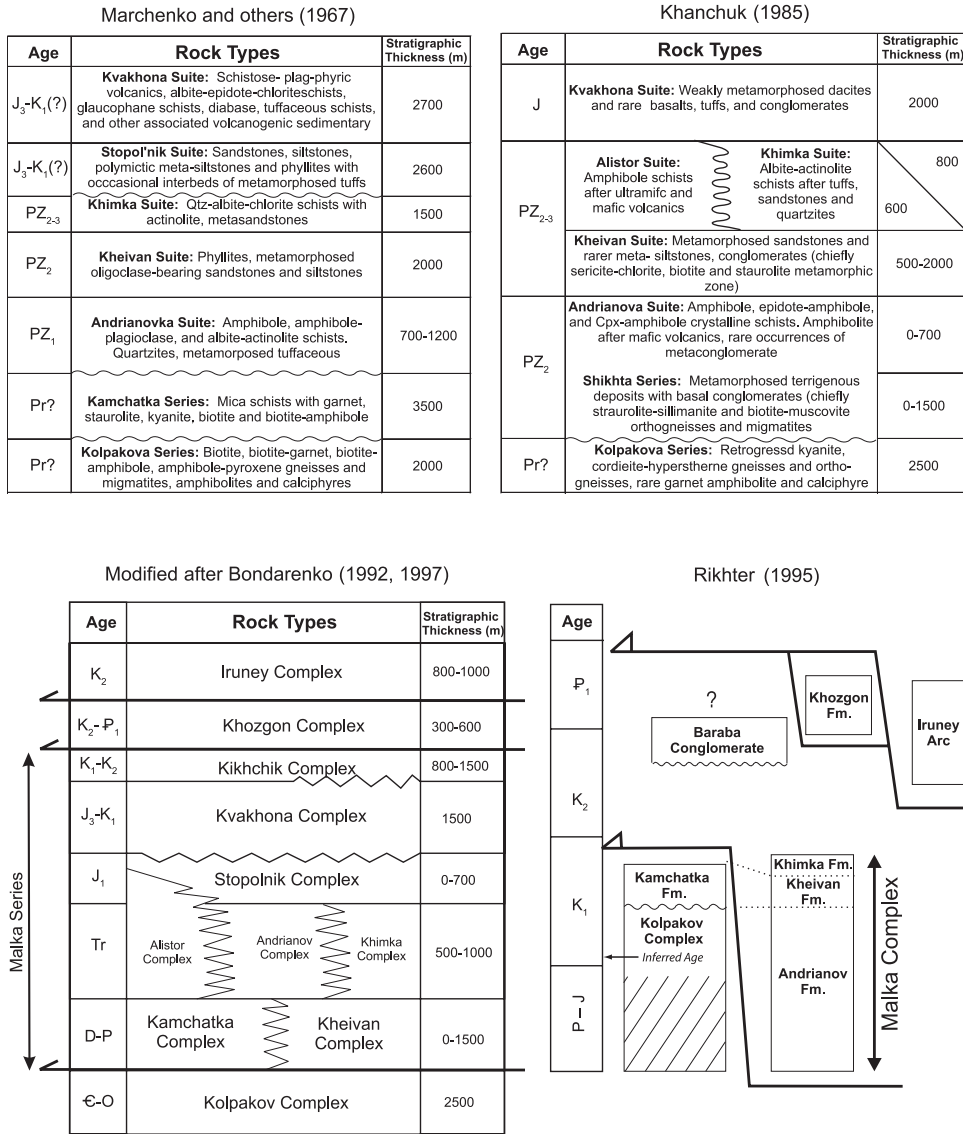 Marchenko and others (1967)
Age
Rock Types
Stratigraphic
Thickness (m)
J3-K1(?)
Kvakhona Suite: Schistose- plag-phyric
volcanics, albite-epidote-chloriteschists,
glaucophane schists, diabase, tuffaceous schists,
and other associated volcanogenic sedimentary
2700
J3-K1(?)
Stopol'nik Suite: Sandstones, siltstones,
polymictic meta-siltstones and phyllites with
occcasional interbeds of metamorphosed tuffs
2600
PZ2-3
Khimka Suite: Qtz-albite-chlorite schists with
actinolite, metasandstones
1500
PZ2
Kheivan Suite: Phyllites, metamorphosed
oligoclase-bearing sandstones and siltstones
2000
PZ1
Andrianovka Suite: Amphibole, amphibole-
plagioclase, and albite-actinolite schists.
Quartzites, metamorposed tuffaceous
700-1200
Pr?
Kamchatka Series: Mica schists with garnet,
staurolite, kyanite, biotite and biotite-amphibole
3500
Pr?
Kolpakova Series: Biotite, biotite-garnet, biotite-
amphibole, amphibole-pyroxene gneisses and
migmatites, amphibolites and calciphyres
2000
Khanchuk (1985)
Age
Rock Types
Stratigraphic
Thickness (m)
J
Kvakhona Suite: Weakly metamorphosed dacites
and rare basalts, tuffs, and conglomerates
2000
PZ2-3
Alistor Suite:
Amphibole schists
after ultramifc and
mafic volcanics
Khimka Suite:
Albite-actinolite
schists after tuffs,
sandstones and
quartzites
800
600
Kheivan Suite: Metamorphosed sandstones and
rarer meta- siltstones, conglomerates (chiefly
sericite-chlorite, biotite and staurolite metamorphic
zone)
500-2000
PZ2
Andrianova Suite: Amphibole, epidote-amphibole,
and Cpx-amphibole crystalline schists. Amphibolite
after mafic volcanics, rare occurrences of
metaconglomerate
0-700
Shikhta Series: Metamorphosed terrigenous
deposits with basal conglomerates (chiefly
straurolite-sillimanite and biotite-muscovite
orthogneisses and migmatites
0-1500
Pr?
Kolpakova Series: Retrogressd kyanite,
cordieite-hyperstherne gneisses and ortho-
gneisses, rare garnet amphibolite and calciphyre
2500
Modified after Bondarenko (1992, 1997)
Age
Rock Types
Stratigraphic
Thickness (m)
K2
Iruney Complex
800-1000
K2-Ᵽ1
Khozgon Complex
300-600
K1-K2
Kikhchik Complex
800-1500
J3-K1
Kvakhona Complex
1500
J1
Stopolnik Complex
0-700
Tr
Alistor
Complex
Andrianov
Complex
Khimka
Complex
500-1000
D-P
Kamchatka
Complex
Kheivan
Complex
0-1500
Є-O
Kolpakov Complex
2500
Malka Series
Rikhter (1995)
Age
Ᵽ1
K2
K1
P – J
?
Baraba
Conglomerate
Khozgon
Fm.
Iruney
Arc
Kamchatka
Fm.
Kolpakov
Complex
Inferred Age
Khimka Fm.
Kheivan
Fm.
Andrianov
Fm.
Malka Complex